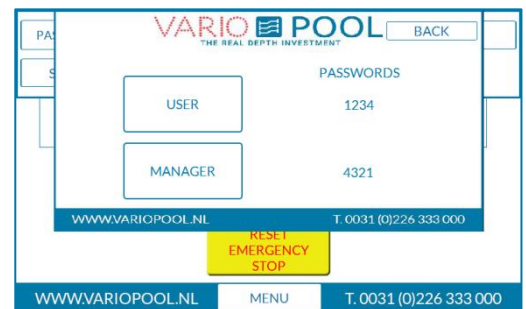 PAS
VARIO POOL
THE REAL DEPTH INVESTMENT
BACK
S
PASSWORDS
USER
1234
MANAGER
4321
WWW.VARIOPOOL.NL
T. 0031 (0)226 333 000
RESET
EMERGENCY
STOP
WWW.VARIOPOOL.NL
MENU
T. 0031 (0)226 333 000